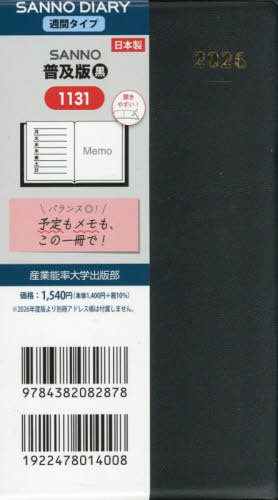 SANNO DIARY
週間タイプ
日本製
SANNO
普及版 黒
1131
開き
やすい!
月
火
水
木
金
土
日
Memo
バランス◎!
予定もメモも、
この一冊で!
産業能率大学出版部
価格:1,540円(本体1,400円+税10%)
※2026年度版より別冊アドレス帳は付属しません。
9784382082878
1922478014008
2026